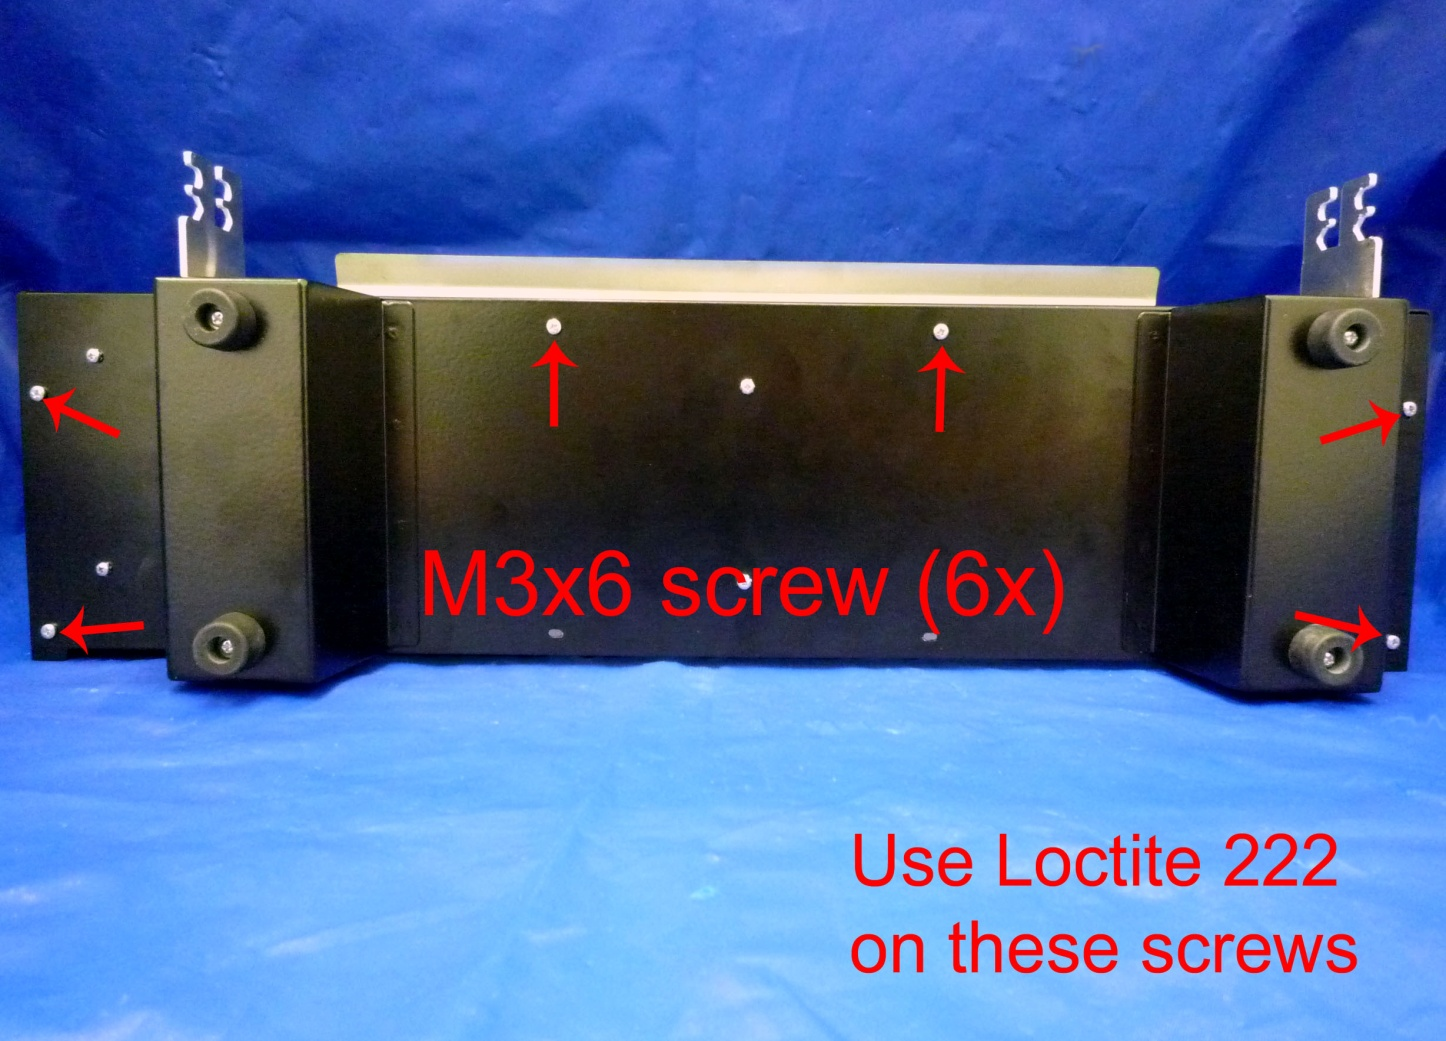 M3x6 screw (6x)
Use Loctite 222
on these screws